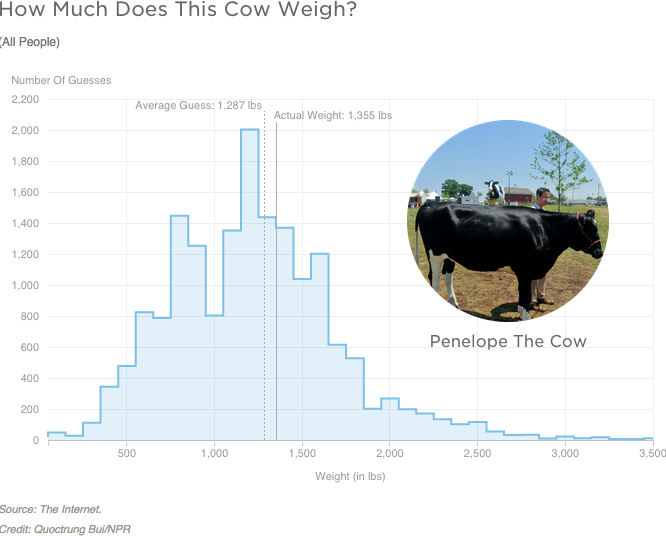 How Much Does This Cow Weigh?
(All People)
Number Of Guesses
2,200
Average Guess: 1,287 lbs
Actual Weight: 1,355 lbs
2,000
1,800
1,600
1,400
1,200
1,000
800
600
400
200
0
Penelope The Cow
500 1,000 1,500 2,000 2,500 3,000 3,500
Weight (in lbs)
Source: The Internet.
Credit: Quoctrung Bui/NPR